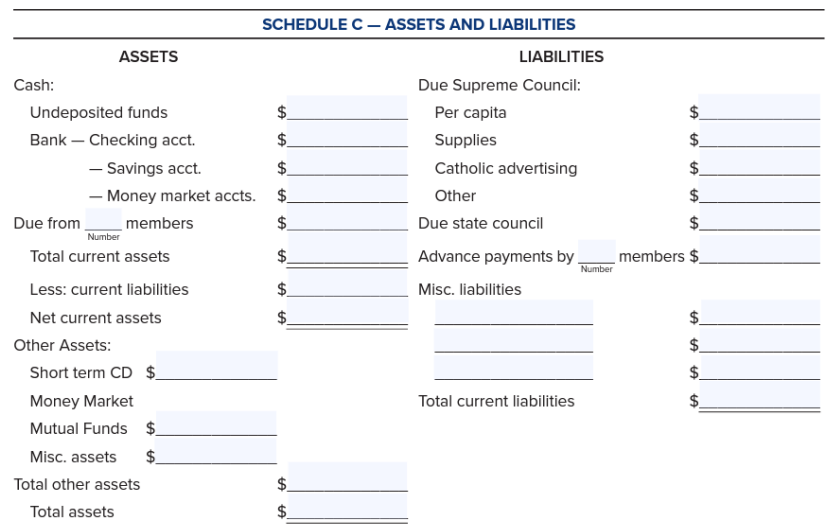 SCHEDULE C — ASSETS AND LIABILITIES
ASSETS
Cash:
Undeposited funds $
Bank — Checking acct. $
— Savings acct. $
— Money market accts. $
Due from members $
Number
Total current assets $
Less: current liabilities $
Net current assets $
Other Assets:
Short term CD $
Money Market
Mutual Funds $
Misc. assets $
Total other assets $
Total assets $
LIABILITIES
Due Supreme Council:
Per capita $
Supplies $
Catholic advertising $
Other $
Due state council $
Advance payments by members $
Number
Misc. liabilities
$
$
$
Total current liabilities $